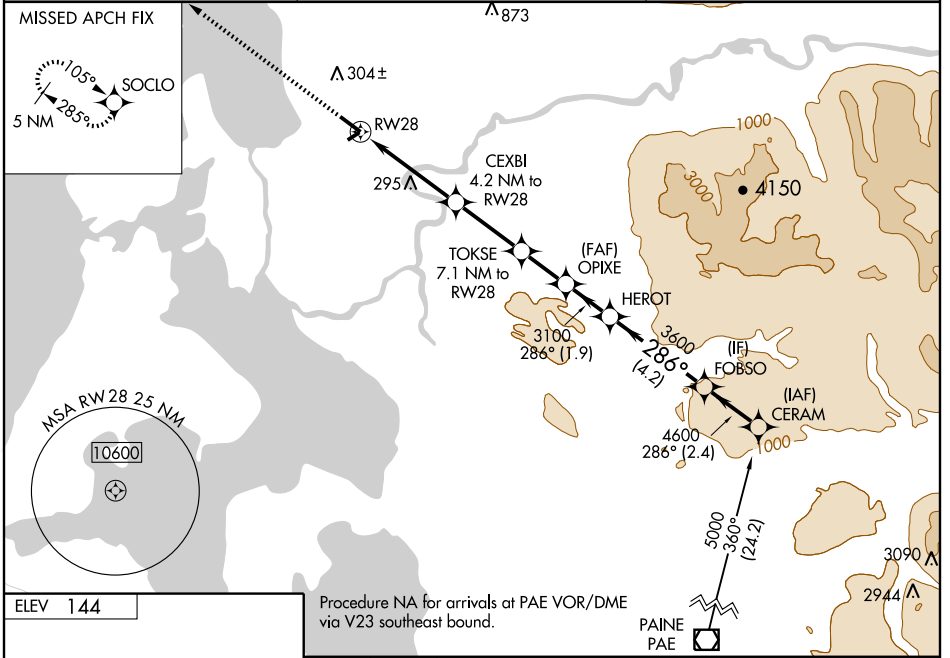 MISSED APCH FIX
105°
SOCLO
285°
5 NM
873
304±
RW28
CEXBI
4.2 NM to
RW28
295
1000
3000
4150
TOKSE
7.1 NM to
RW28
(FAF)
OPIXE
HEROT
3100
286° (1.9)
3600
286°
(4.2)
(IF)
FOBSO
(IAF)
CERAM
4600
286° (2.4)
1000
MSA RW28 25 NM
10600
5000
360°
(24.2)
3090
2944
ELEV 144
Procedure NA for arrivals at PAE VOR/DME
via V23 southeast bound.
PAINE
PAE